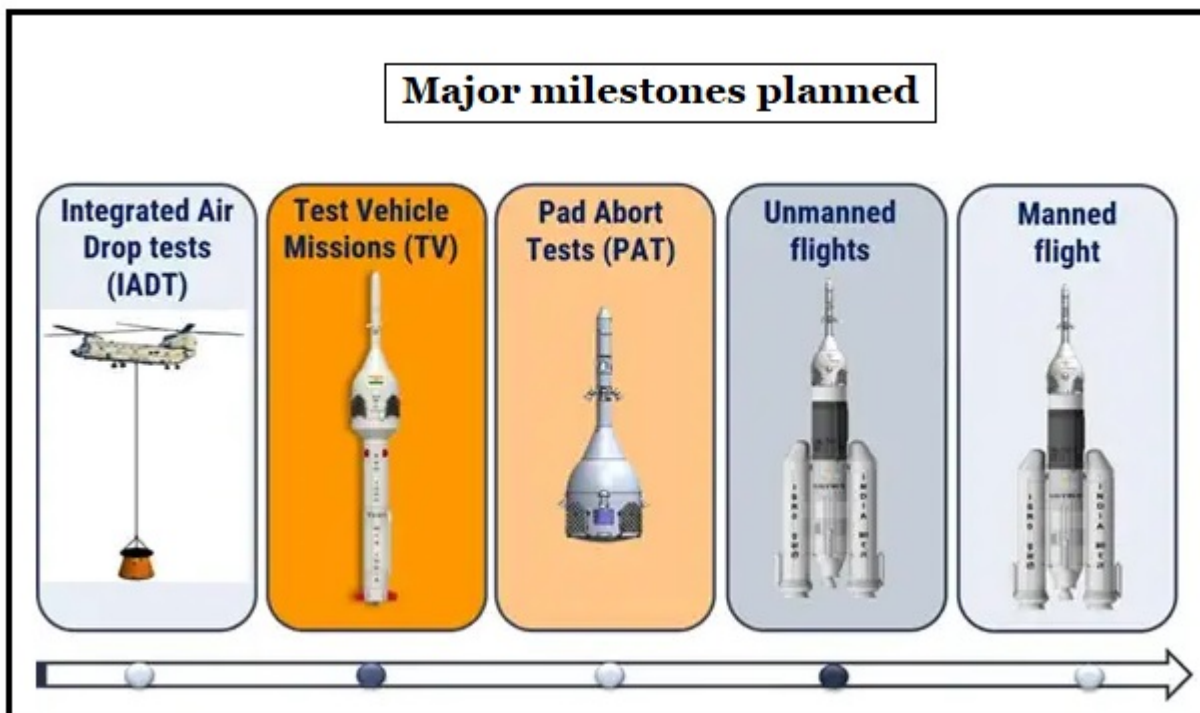 Major milestones planned
Integrated Air
Drop tests
(IADT)
Test Vehicle
Missions (TV)
Pad Abort
Tests (PAT)
Unmanned
flights
Manned
flight